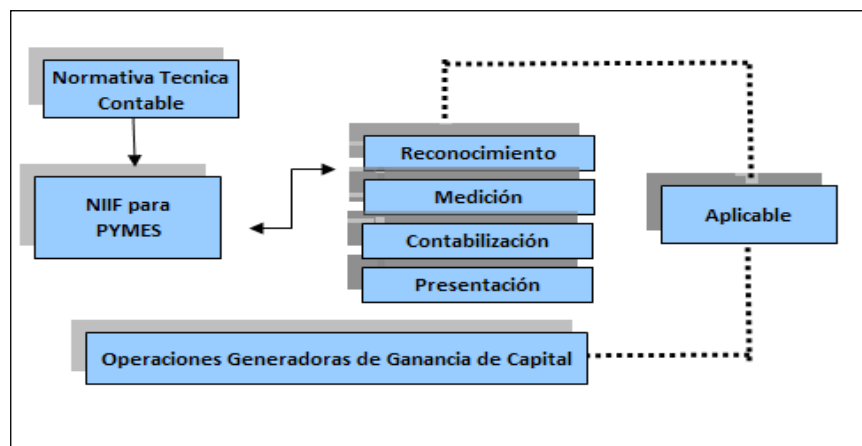 Normativa Tecnica
Contable
NIIF para
PYMES
Reconocimiento
Medición
Contabilización
Presentación
Aplicable
Operaciones Generadoras de Ganancia de Capital